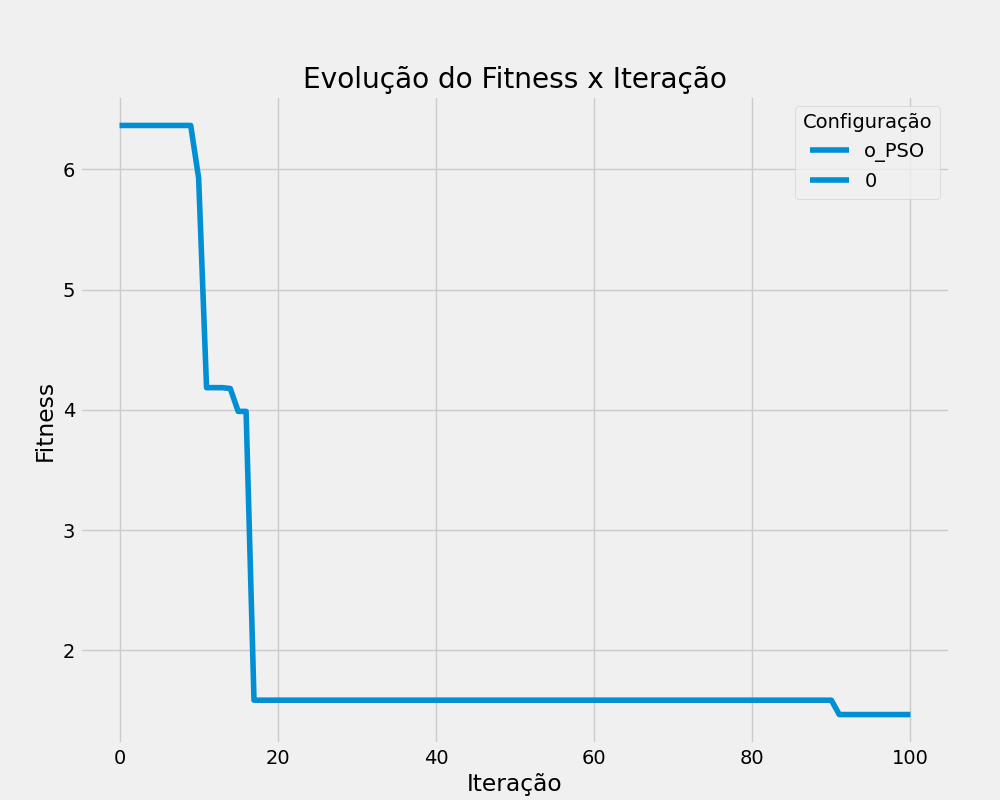 Evolução do Fitness x Iteração
Configuração
o_PSO
0
6
5
4
3
2
Fitness
0 20 40 60 80 100
Iteração